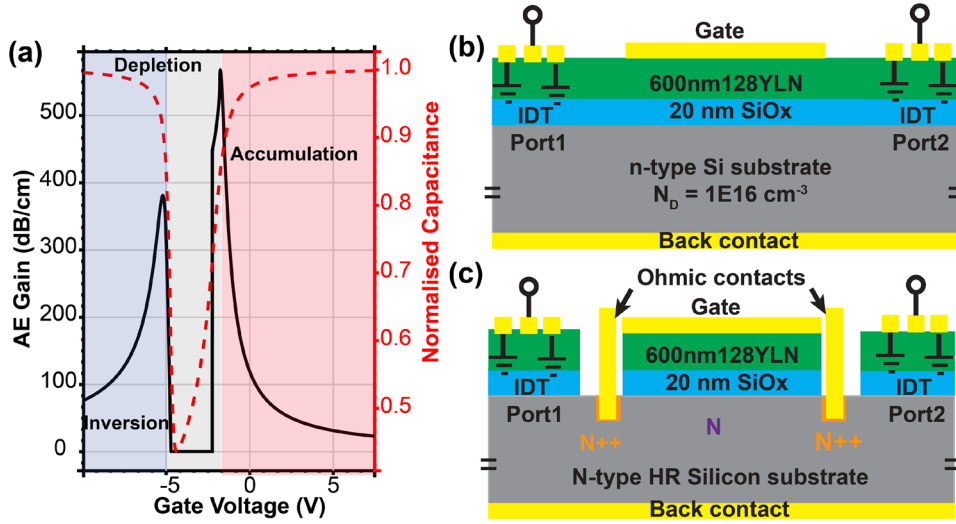 (a)
Depletion
Accumulation
Inversion
500
400
300
200
100
0
AE Gain (dB/cm)
-5
0
5
Gate Voltage (V)
1.0
0.9
0.8
0.7
0.6
0.5
Normalised Capacitance
(b)
Gate
600nm128YLN
IDT
20 nm SiOx
IDT
Port1
Port2
n-type Si substrate
N_D = 1E16 cm⁻³
Back contact
(c)
Ohmic contacts
Gate
600nm128YLN
IDT
20 nm SiOx
IDT
Port1
Port2
N++
N
N++
N-type HR Silicon substrate
Back contact